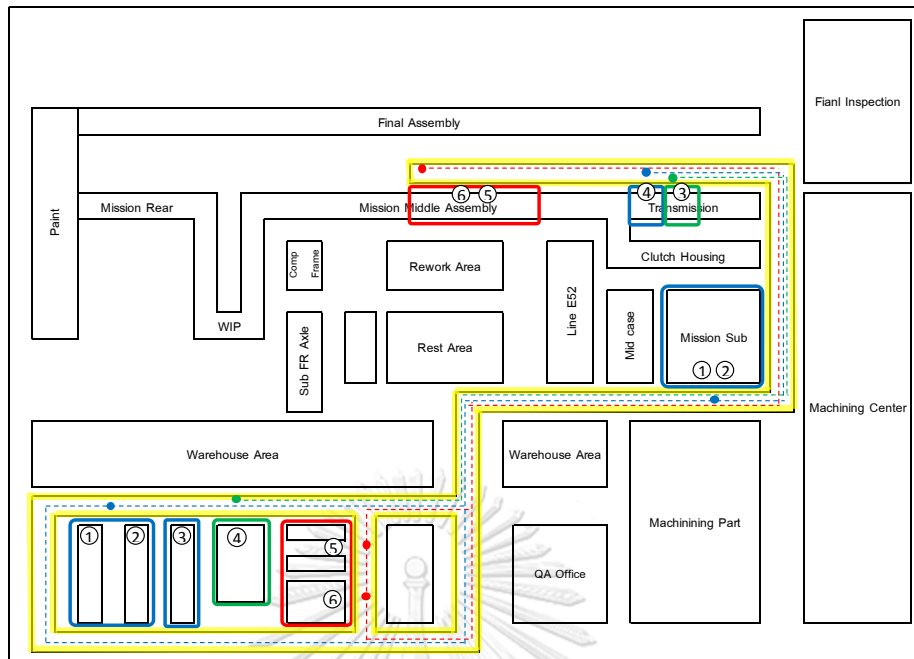 Fianl Inspection
Final Assembly
Paint
Mission Rear
⑥ ⑤
Mission Middle Assembly
④ ③
Transmission
Comp
Frame
Rework Area
Clutch Housing
WIP
Sub FR Axle
Rest Area
Line E52
Mid case
Mission Sub
① ②
Machining Center
Warehouse Area
Warehouse Area
Machinining Part
① ② ③ ④ ⑤
⑥
QA Office